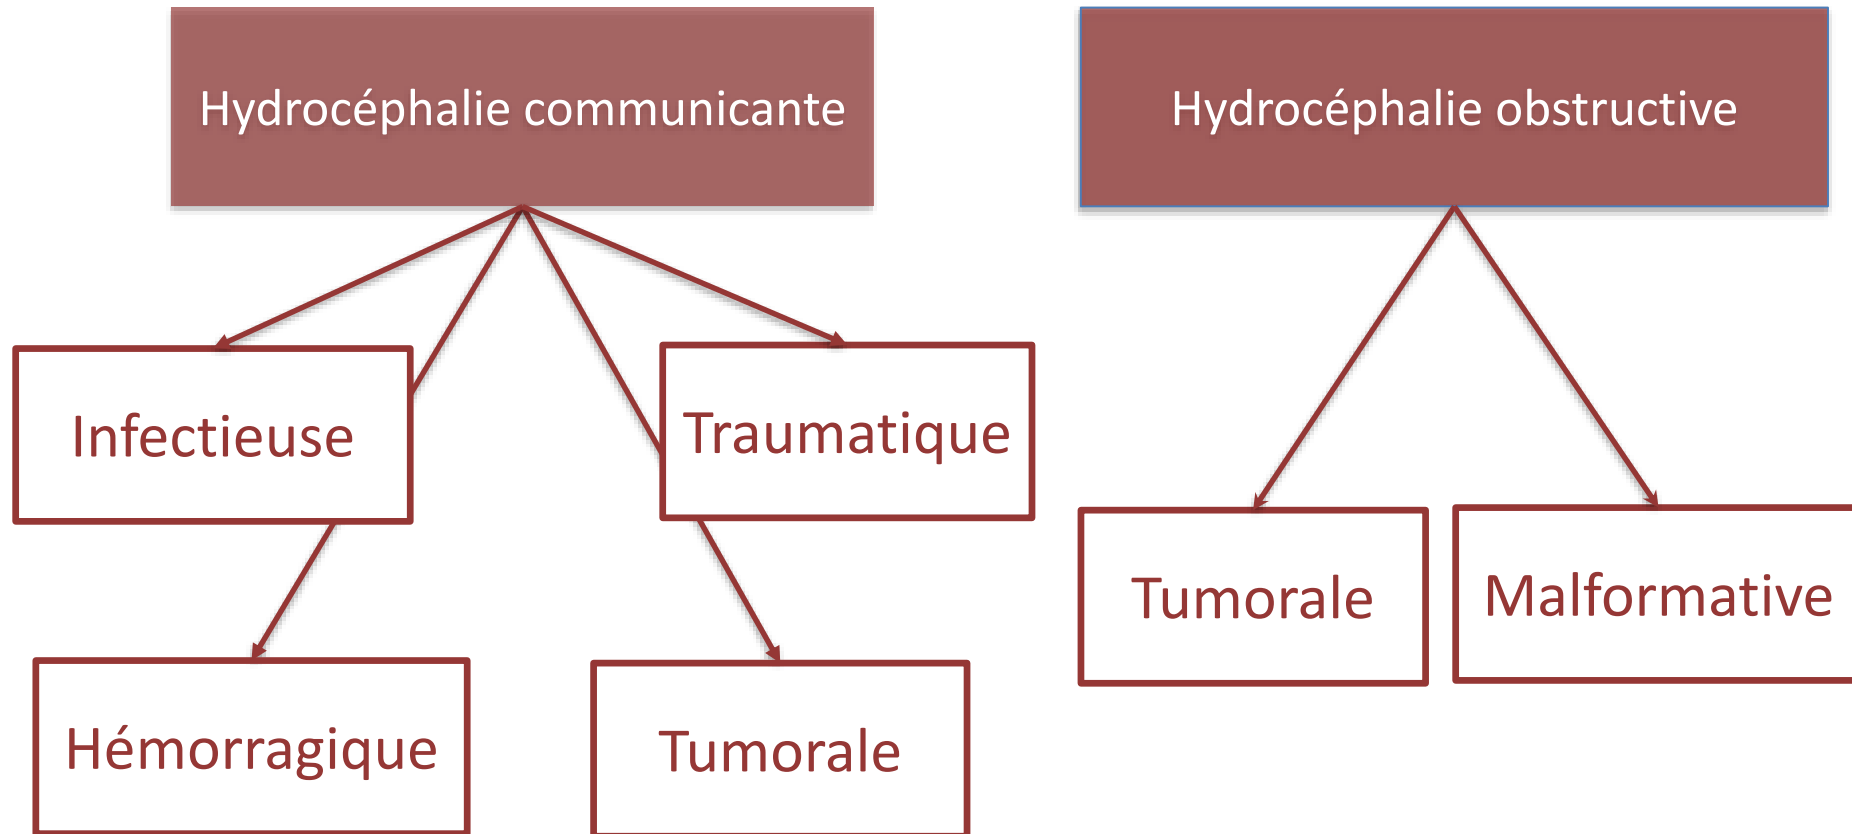 Hydrocéphalie communicante
Hydrocéphalie obstructive
Infectieuse
Traumatique
Tumorale
Malformative
Hémorragique
Tumorale